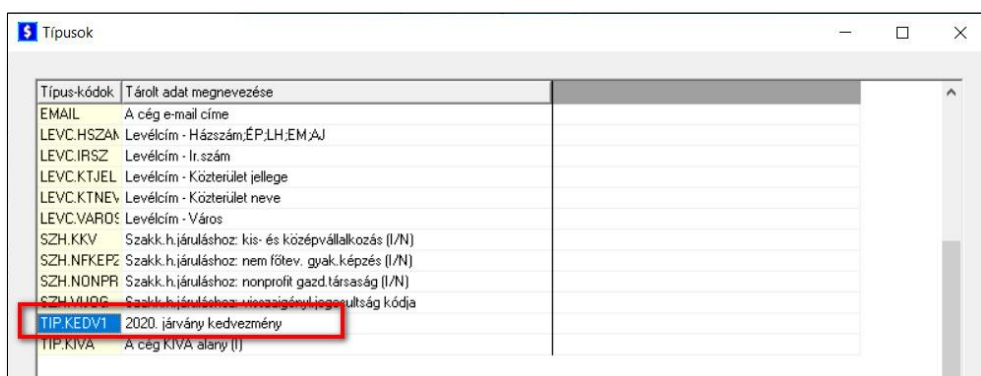 Típusok
Típus-kódok Tárolt adat megnevezése
EMAIL A cég e-mail címe
LEVC.HSZAM Levélcím - Házszám;ÉP;LH;EM;AJ
LEVC.IRSZ Levélcím - Ir.szám
LEVC.KTJEL Levélcím - Közterület jellege
LEVC.KTNEV Levélcím - Közterület neve
LEVC.VAROS Levélcím - Város
SZH.KKV Szakk.h.járuláshoz: kis- és középvállalkozás (I/N)
SZH.NFKEPZ Szakk.h.járuláshoz: nem főtev. gyak.képzés (I/N)
SZH.NONPR Szakk.h.járuláshoz: nonprofit gazd.társaság (I/N)
SZH.VIJOG Szakk.h.járuláshoz: visszaigényl.jogosultság kódja
TIP.KEDV1 2020. járvány kedvezmény
TIP.KIVA A cég KIVA alany (I)